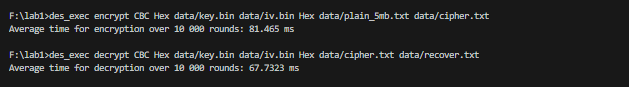 F:\lab1>des_exec encrypt CBC Hex data/key.bin data/iv.bin Hex data/plain_5mb.txt data/cipher.txt
Average time for encryption over 10 000 rounds: 81.465 ms
F:\lab1>des_exec decrypt CBC Hex data/key.bin data/iv.bin Hex data/cipher.txt data/recover.txt
Average time for decryption over 10 000 rounds: 67.7323 ms